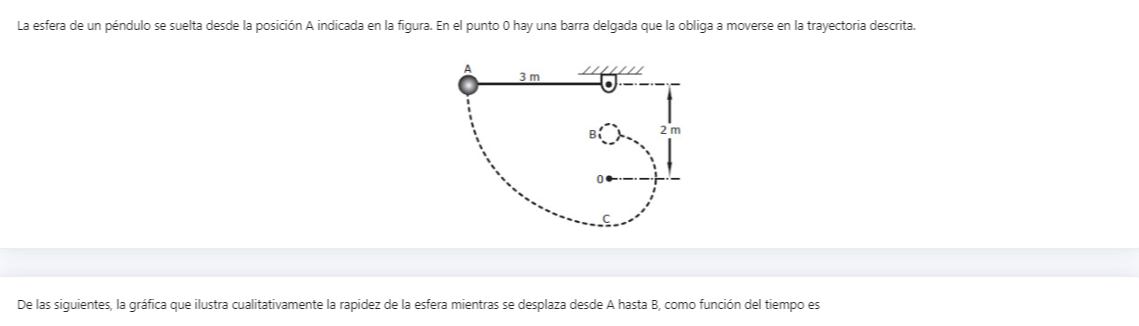 La esfera de un péndulo se suelta desde la posición A indicada en la figura. En el punto 0 hay una barra delgada que la obliga a moverse en la trayectoria descrita.
A
3 m
B
2 m
0
C
De las siguientes, la gráfica que ilustra cualitativamente la rapidez de la esfera mientras se desplaza desde A hasta B, como función del tiempo es